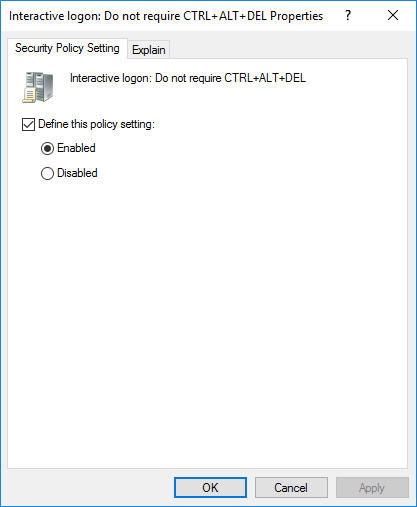 Interactive logon: Do not require CTRL+ALT+DEL Properties ?
Security Policy Setting Explain
Interactive logon: Do not require CTRL+ALT+DEL
Define this policy setting:
Enabled
Disabled
OK Cancel Apply